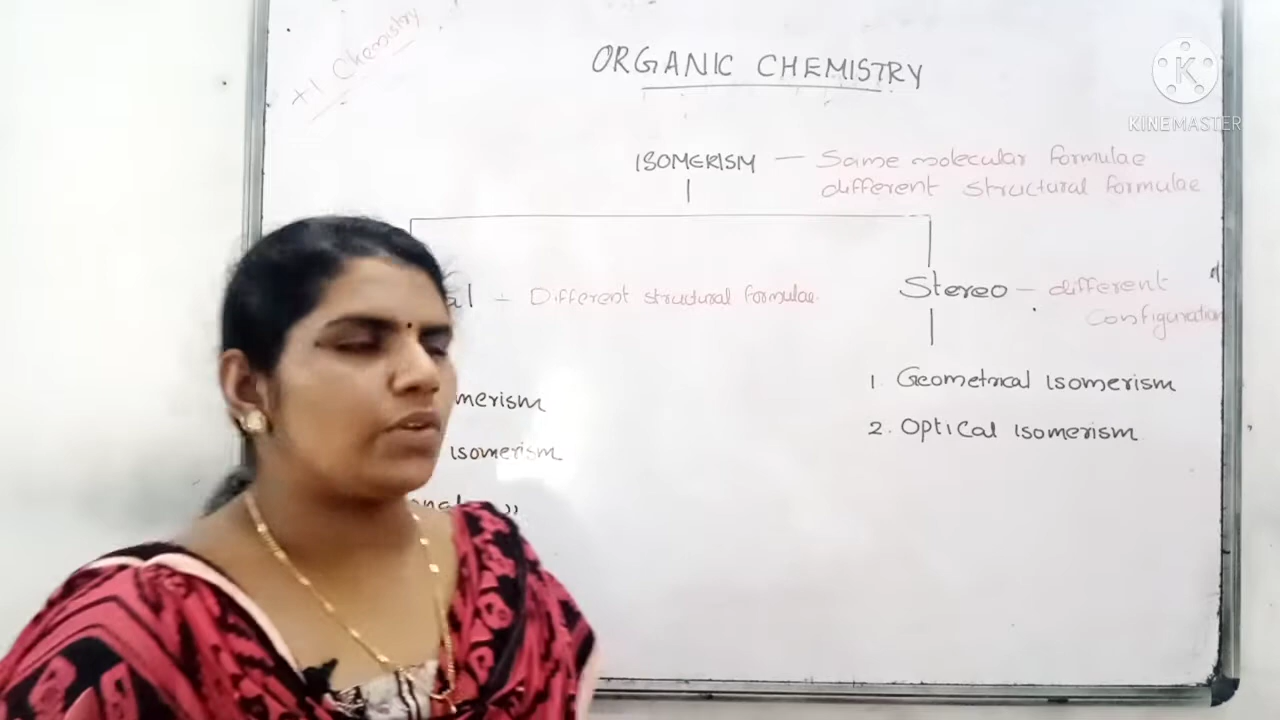 +1 Chemistry
ORGANIC CHEMISTRY
KINEMASTER
ISOMERISM — Same molecular formulae
different structural formulae
al - Different structural formulae.
Stereo - different
Configuration
merism
isomerism
onal "
1. Geometrical isomerism
2. Optical isomerism